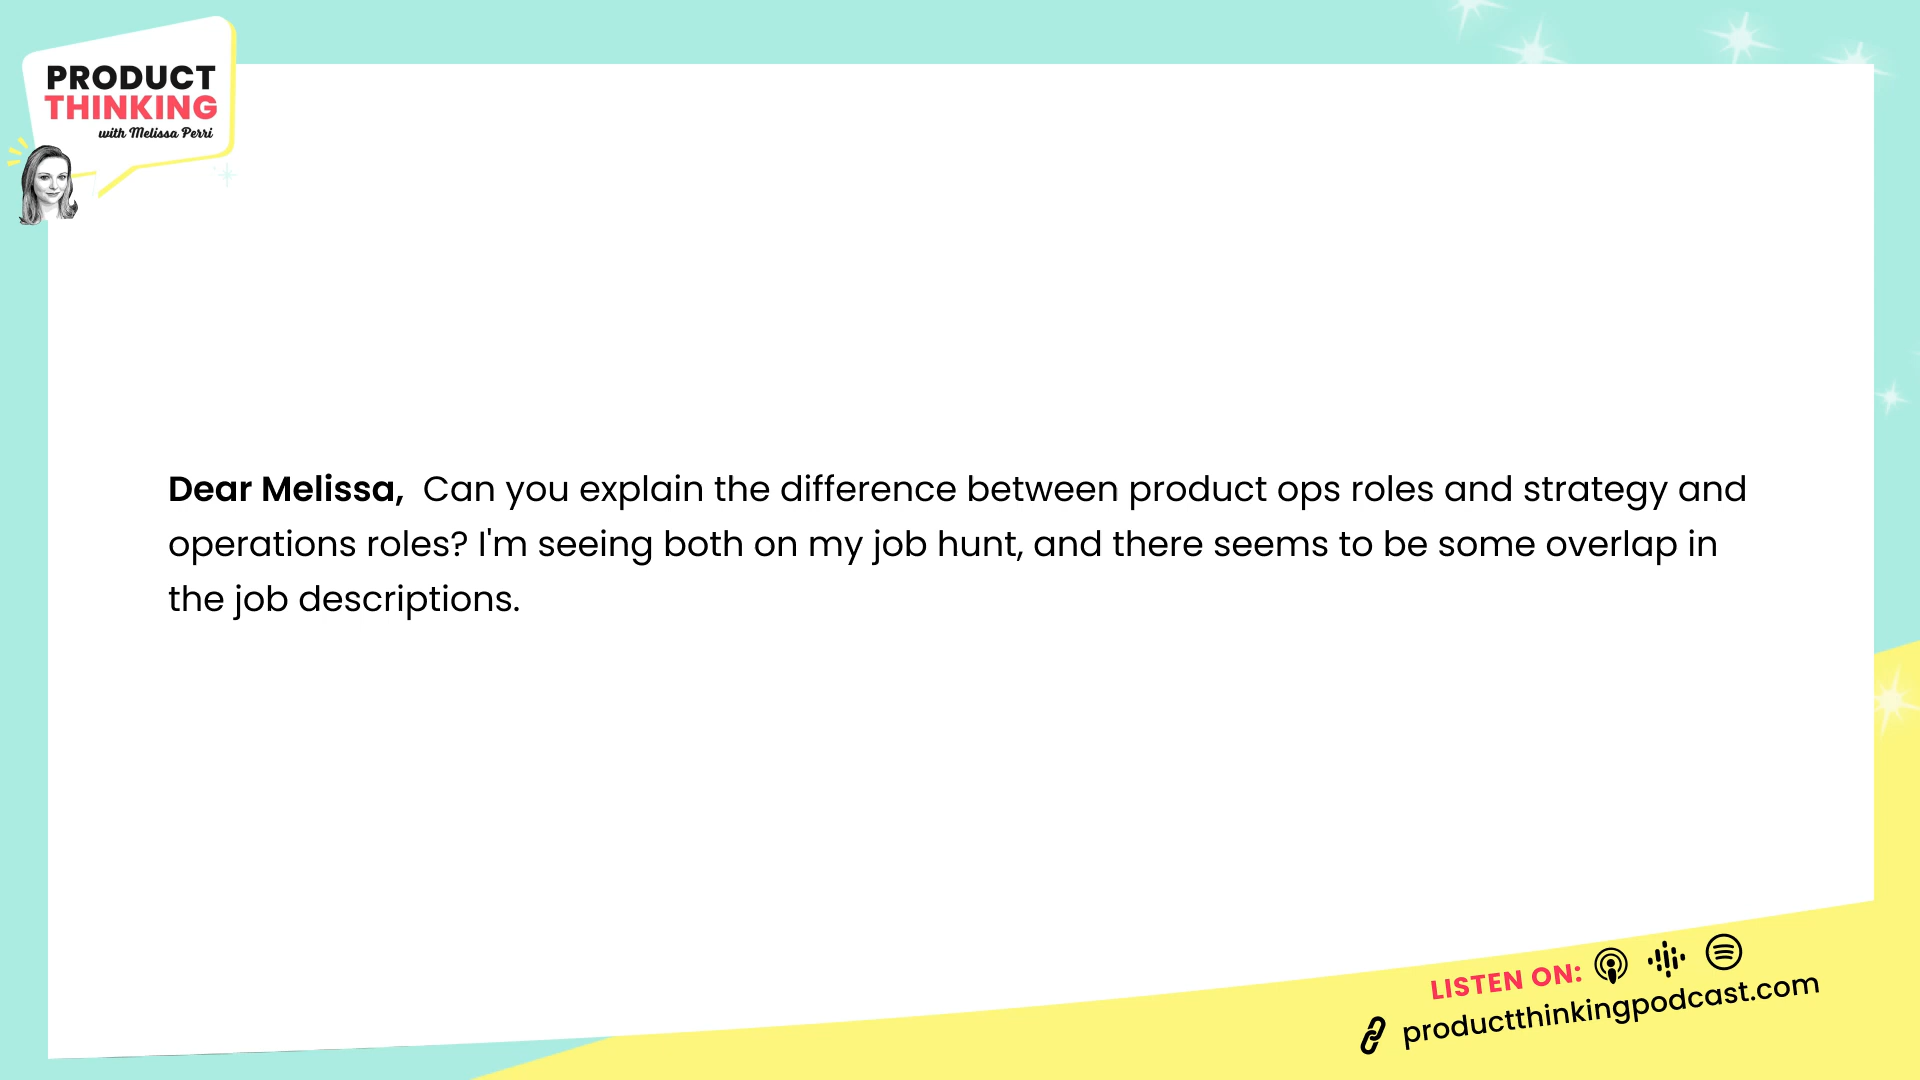 PRODUCT
THINKING
with Melissa Perri
Dear Melissa,  Can you explain the difference between product ops roles and strategy and
operations roles? I'm seeing both on my job hunt, and there seems to be some overlap in
the job descriptions.
LISTEN ON:
productthinkingpodcast.com